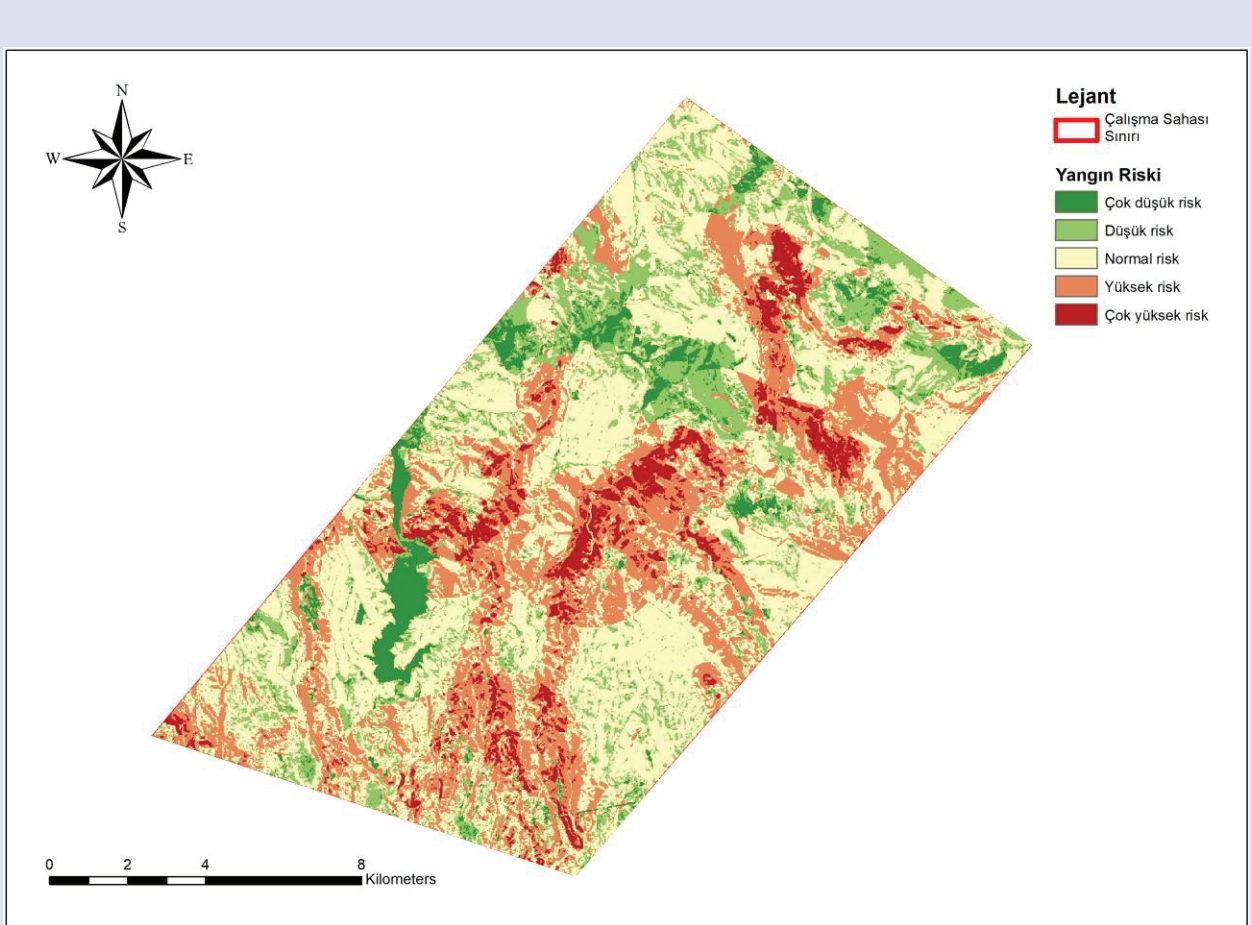 N
W
E
S
Lejant
Çalışma Sahası
Sınırı
Yangın Riski
Çok düşük risk
Düşük risk
Normal risk
Yüksek risk
Çok yüksek risk
0 2 4 8
Kilometers